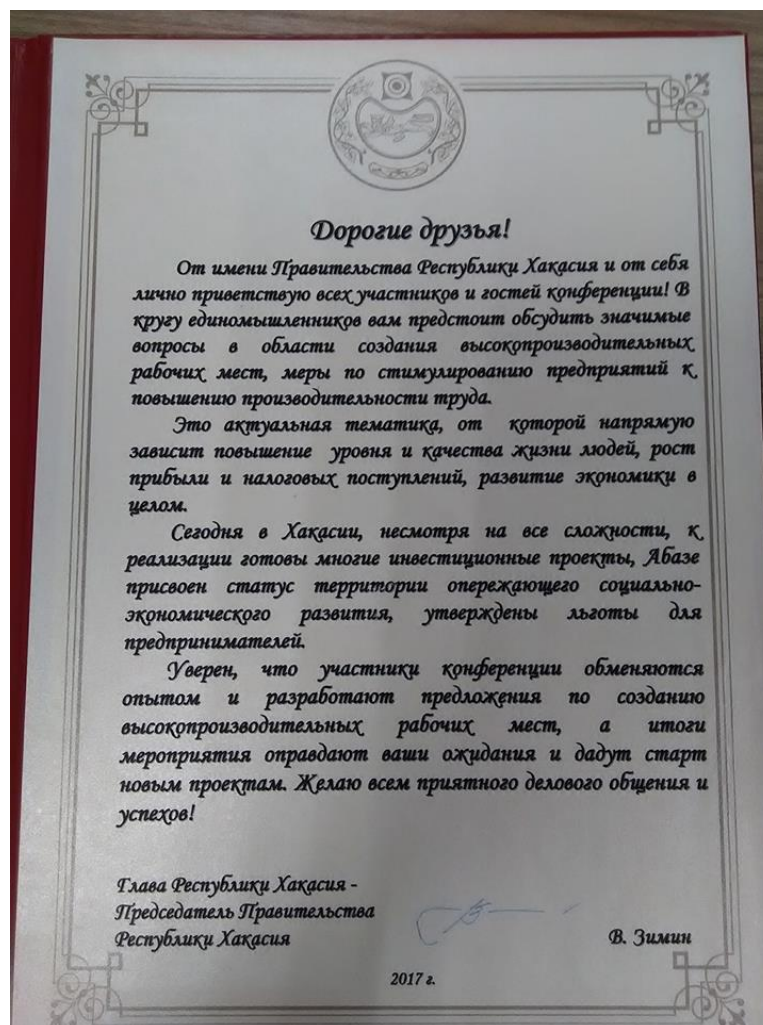 Дорогие друзья!
От имени Правительства Республики Хакасия и от себя
лично приветствую всех участников и гостей конференции! В
кругу единомышленников вам предстоит обсудить значимые
вопросы в области создания высокопроизводительных
рабочих мест, меры по стимулированию предприятий к
повышению производительности труда.
Это актуальная тематика, от которой напрямую
зависит повышение уровня и качества жизни людей, рост
прибыли и налоговых поступлений, развитие экономики в
целом.
Сегодня в Хакасии, несмотря на все сложности, к
реализации готовы многие инвестиционные проекты, Абазе
присвоен статус территории опережающего социально-
экономического развития, утверждены льготы для
предпринимателей.
Уверен, что участники конференции обменяются
опытом и разработают предложения по созданию
высокопроизводительных рабочих мест, а итоги
мероприятия оправдают ваши ожидания и дадут старт
новым проектам. Желаю всем приятного делового общения и
успехов!
Глава Республики Хакасия -
Председатель Правительства
Республики Хакасия В. Зимин
2017 г.